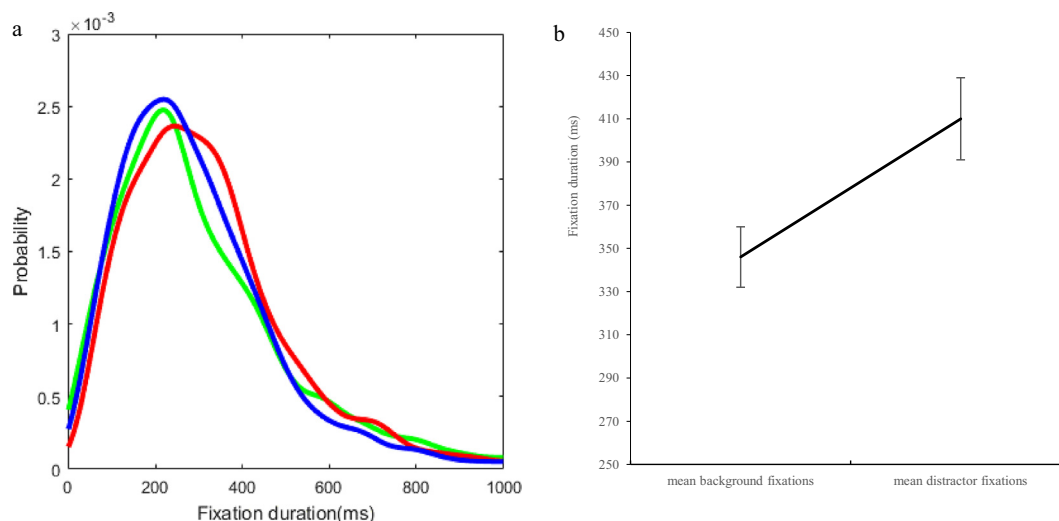 a
×10⁻³
3
2.5
2
1.5
1
0.5
0
0 200 400 600 800 1000
Probability
Fixation duration(ms)
b
450
430
410
390
370
350
330
310
290
270
250
Fixation duration (ms)
mean background fixations mean distractor fixations